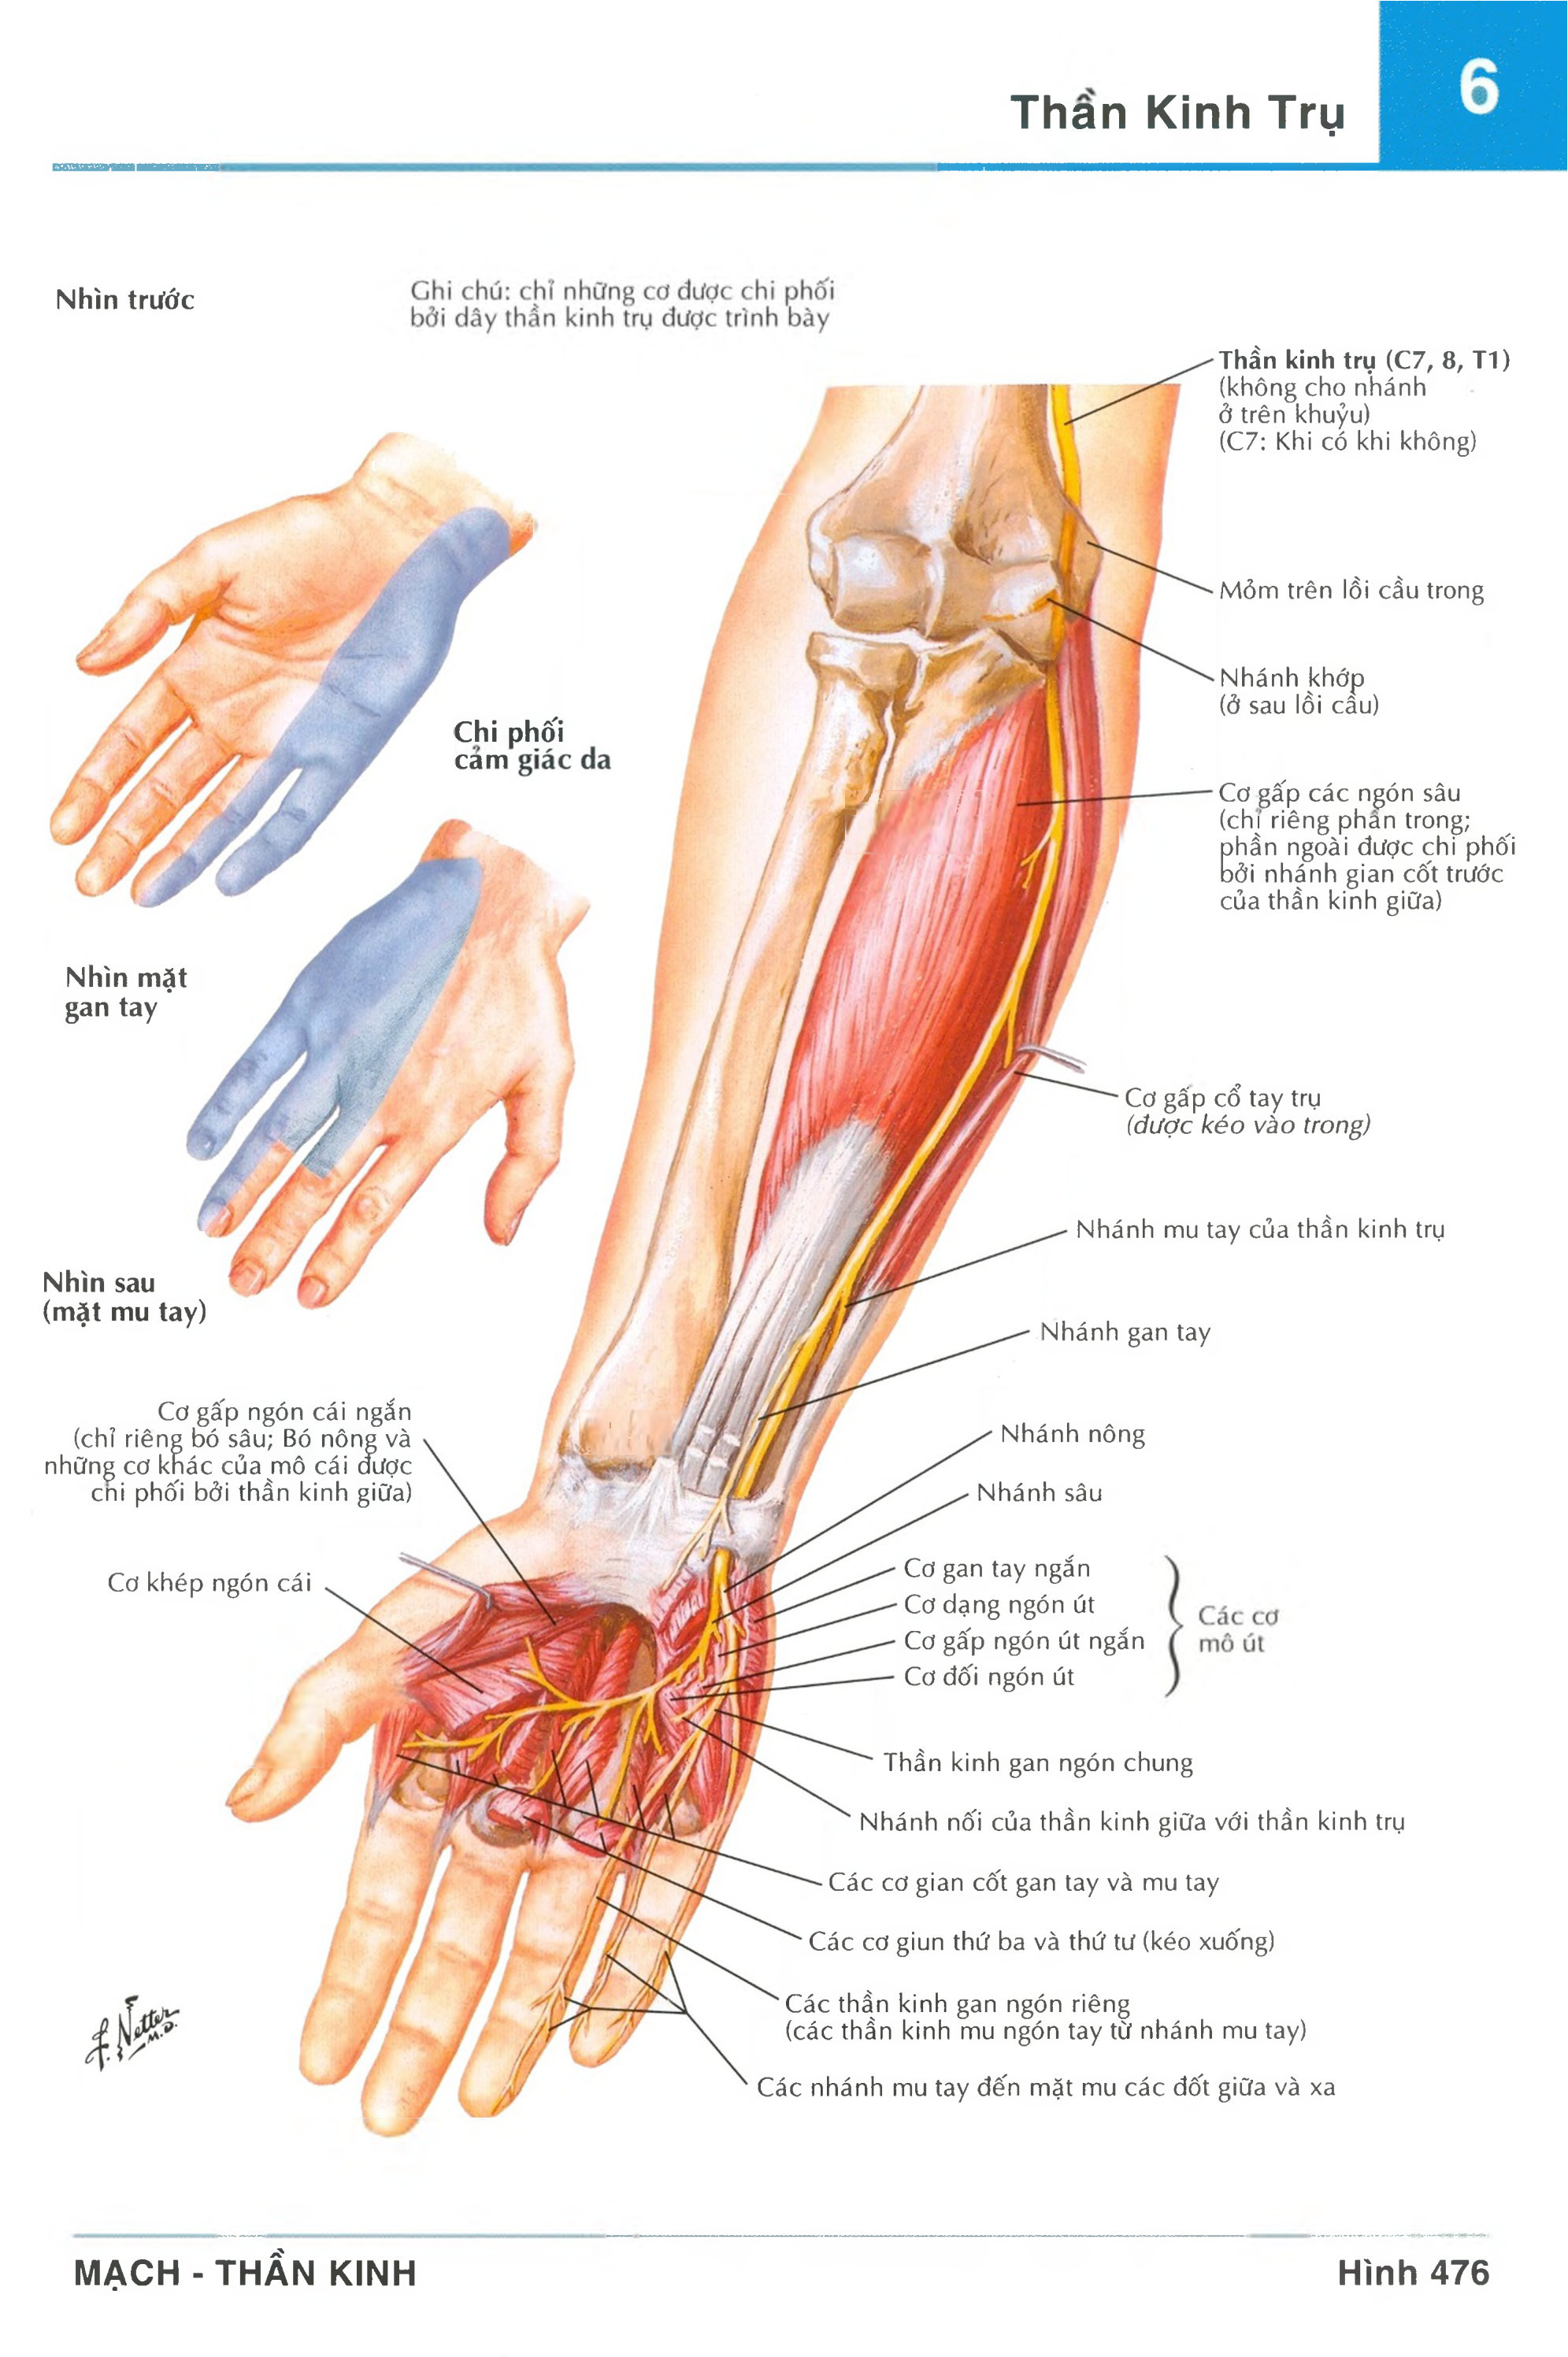 Thần Kinh Trụ
6
Nhìn trước
Ghi chú: chỉ những cơ được chi phối
bởi dây thần kinh trụ được trình bày
Thần kinh trụ (C7, 8, T1)
(không cho nhánh
ở trên khuỷu)
(C7: Khi có khi không)
Mỏm trên lồi cầu trong
Nhánh khớp
(ở sau lồi cầu)
Chi phối
cảm giác da
Cơ gấp các ngón sâu
(chỉ riêng phần trong;
phần ngoài được chi phối
bởi nhánh gian cốt trước
của thần kinh giữa)
Nhìn mặt
gan tay
Cơ gấp cổ tay trụ
(được kéo vào trong)
Nhánh mu tay của thần kinh trụ
Nhìn sau
(mặt mu tay)
Nhánh gan tay
Cơ gấp ngón cái ngắn
(chỉ riêng bó sâu; Bó nông và
những cơ khác của mô cái được
chi phối bởi thần kinh giữa)
Nhánh nông
Nhánh sâu
Cơ khép ngón cái
Cơ gan tay ngắn
Cơ dạng ngón út
Cơ gấp ngón út ngắn
Cơ đối ngón út
Các cơ
mô út
Thần kinh gan ngón chung
Nhánh nối của thần kinh giữa với thần kinh trụ
Các cơ gian cốt gan tay và mu tay
Các cơ giun thứ ba và thứ tư (kéo xuống)
Các thần kinh gan ngón riêng
(các thần kinh mu ngón tay từ nhánh mu tay)
Các nhánh mu tay đến mặt mu các đốt giữa và xa
F. Netter
M.D.
MẠCH - THẦN KINH
Hình 476